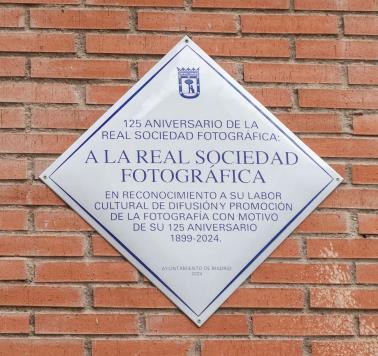 125 ANIVERSARIO DE LA
REAL SOCIEDAD FOTOGRÁFICA:
A LA REAL SOCIEDAD
FOTOGRÁFICA
EN RECONOCIMIENTO A SU LABOR
CULTURAL DE DIFUSIÓN Y PROMOCIÓN
DE LA FOTOGRAFÍA CON MOTIVO
DE SU 125 ANIVERSARIO
1899-2024.
AYUNTAMIENTO DE MADRID
2024